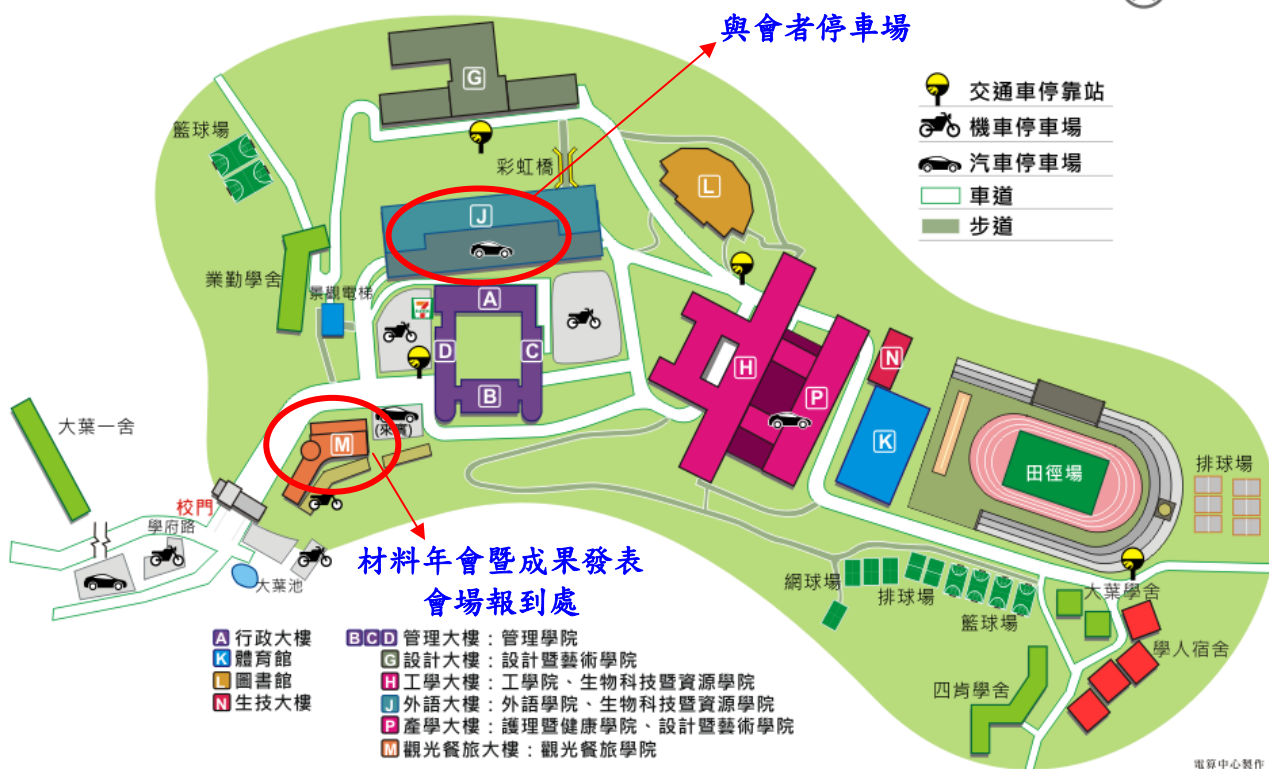 與會者停車場
G
交通車停靠站
機車停車場
汽車停車場
車道
步道
籃球場
彩虹橋
L
J
業勤學舍
景觀電梯
7
A
D
C
B
H
P
N
K
田徑場
排球場
大葉一舍
(來賓)
M
校門
學府路
大葉池
材料年會暨成果發表
會場報到處
網球場
排球場
籃球場
大葉學舍
學人宿舍
四肯學舍
A 行政大樓
K 體育館
L 圖書館
N 生技大樓
B C D 管理大樓：管理學院
G 設計大樓：設計暨藝術學院
H 工學大樓：工學院、生物科技暨資源學院
J 外語大樓：外語學院、生物科技暨資源學院
P 產學大樓：護理暨健康學院、設計暨藝術學院
M 觀光餐旅大樓：觀光餐旅學院
電算中心製作